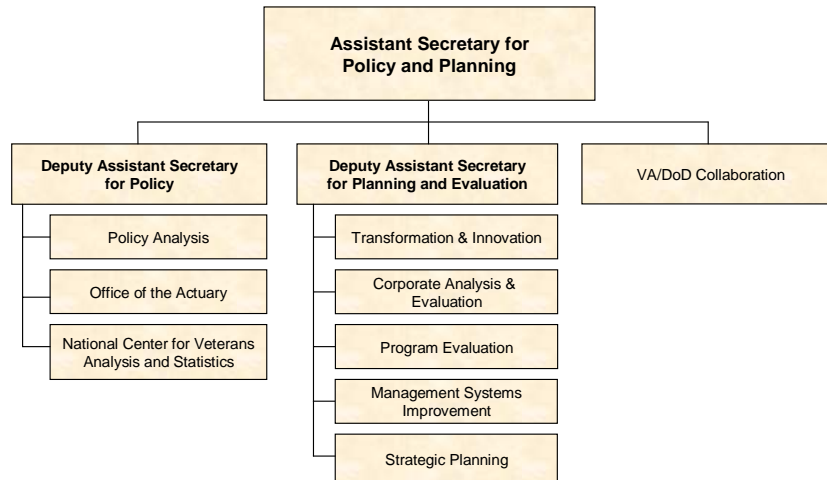 Assistant Secretary for
Policy and Planning
Deputy Assistant Secretary
for Policy
Policy Analysis
Office of the Actuary
National Center for Veterans
Analysis and Statistics
Deputy Assistant Secretary
for Planning and Evaluation
Transformation & Innovation
Corporate Analysis &
Evaluation
Program Evaluation
Management Systems
Improvement
Strategic Planning
VA/DoD Collaboration